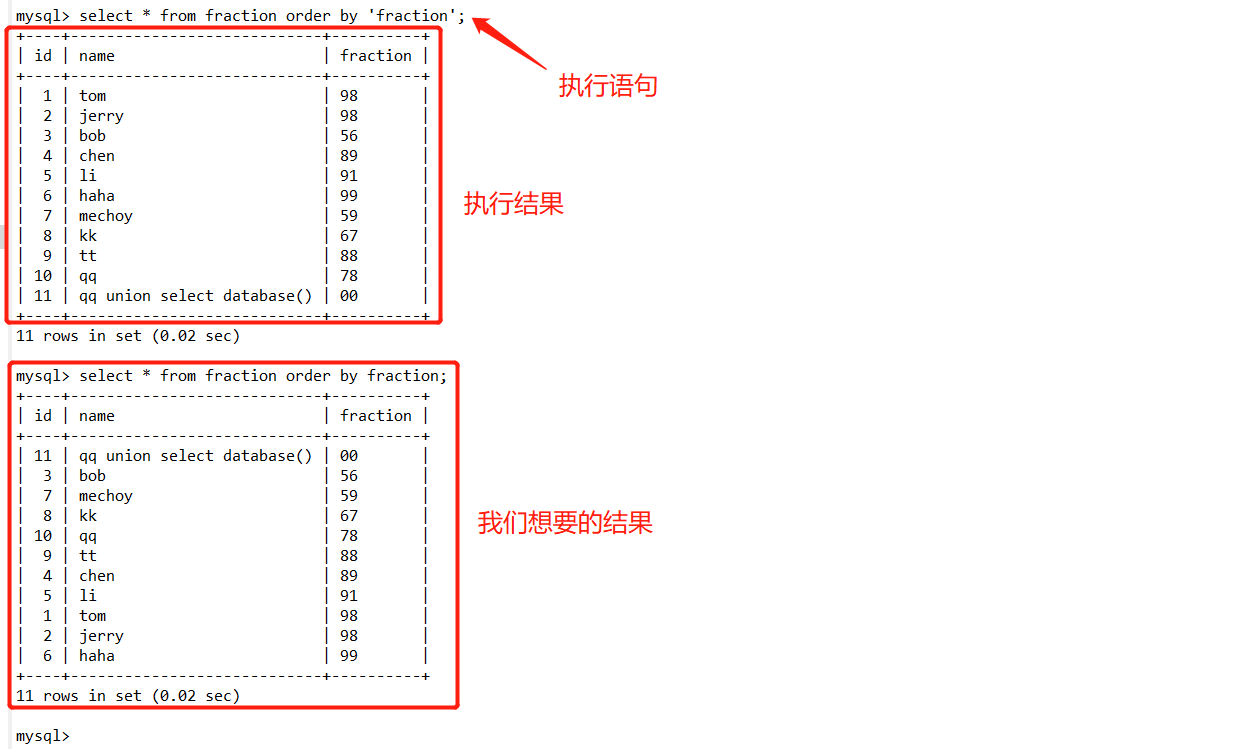 mysql> select * from fraction order by 'fraction';
+----+----------------------------+----------+
| id | name                       | fraction |
+----+----------------------------+----------+
|  1 | tom                        | 98       |
|  2 | jerry                      | 98       |
|  3 | bob                        | 56       |
|  4 | chen                       | 89       |
|  5 | li                         | 91       |
|  6 | haha                       | 99       |
|  7 | mechoy                     | 59       |
|  8 | kk                         | 67       |
|  9 | tt                         | 88       |
| 10 | qq                         | 78       |
| 11 | qq union select database() | 00       |
+----+----------------------------+----------+
11 rows in set (0.02 sec)
执行语句
执行结果
mysql> select * from fraction order by fraction;
+----+----------------------------+----------+
| id | name                       | fraction |
+----+----------------------------+----------+
| 11 | qq union select database() | 00       |
|  3 | bob                        | 56       |
|  7 | mechoy                     | 59       |
|  8 | kk                         | 67       |
| 10 | qq                         | 78       |
|  9 | tt                         | 88       |
|  4 | chen                       | 89       |
|  5 | li                         | 91       |
|  1 | tom                        | 98       |
|  2 | jerry                      | 98       |
|  6 | haha                       | 99       |
+----+----------------------------+----------+
11 rows in set (0.02 sec)
我们想要的结果
mysql>